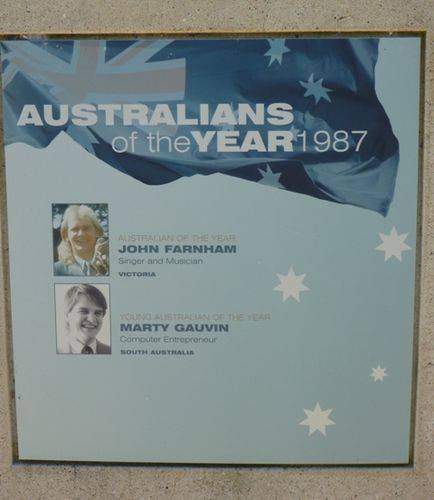 AUSTRALIANS
of the YEAR 1987
AUSTRALIAN OF THE YEAR
JOHN FARNHAM
Singer and Musician
VICTORIA
YOUNG AUSTRALIAN OF THE YEAR
MARTY GAUVIN
Computer Entrepreneur
SOUTH AUSTRALIA